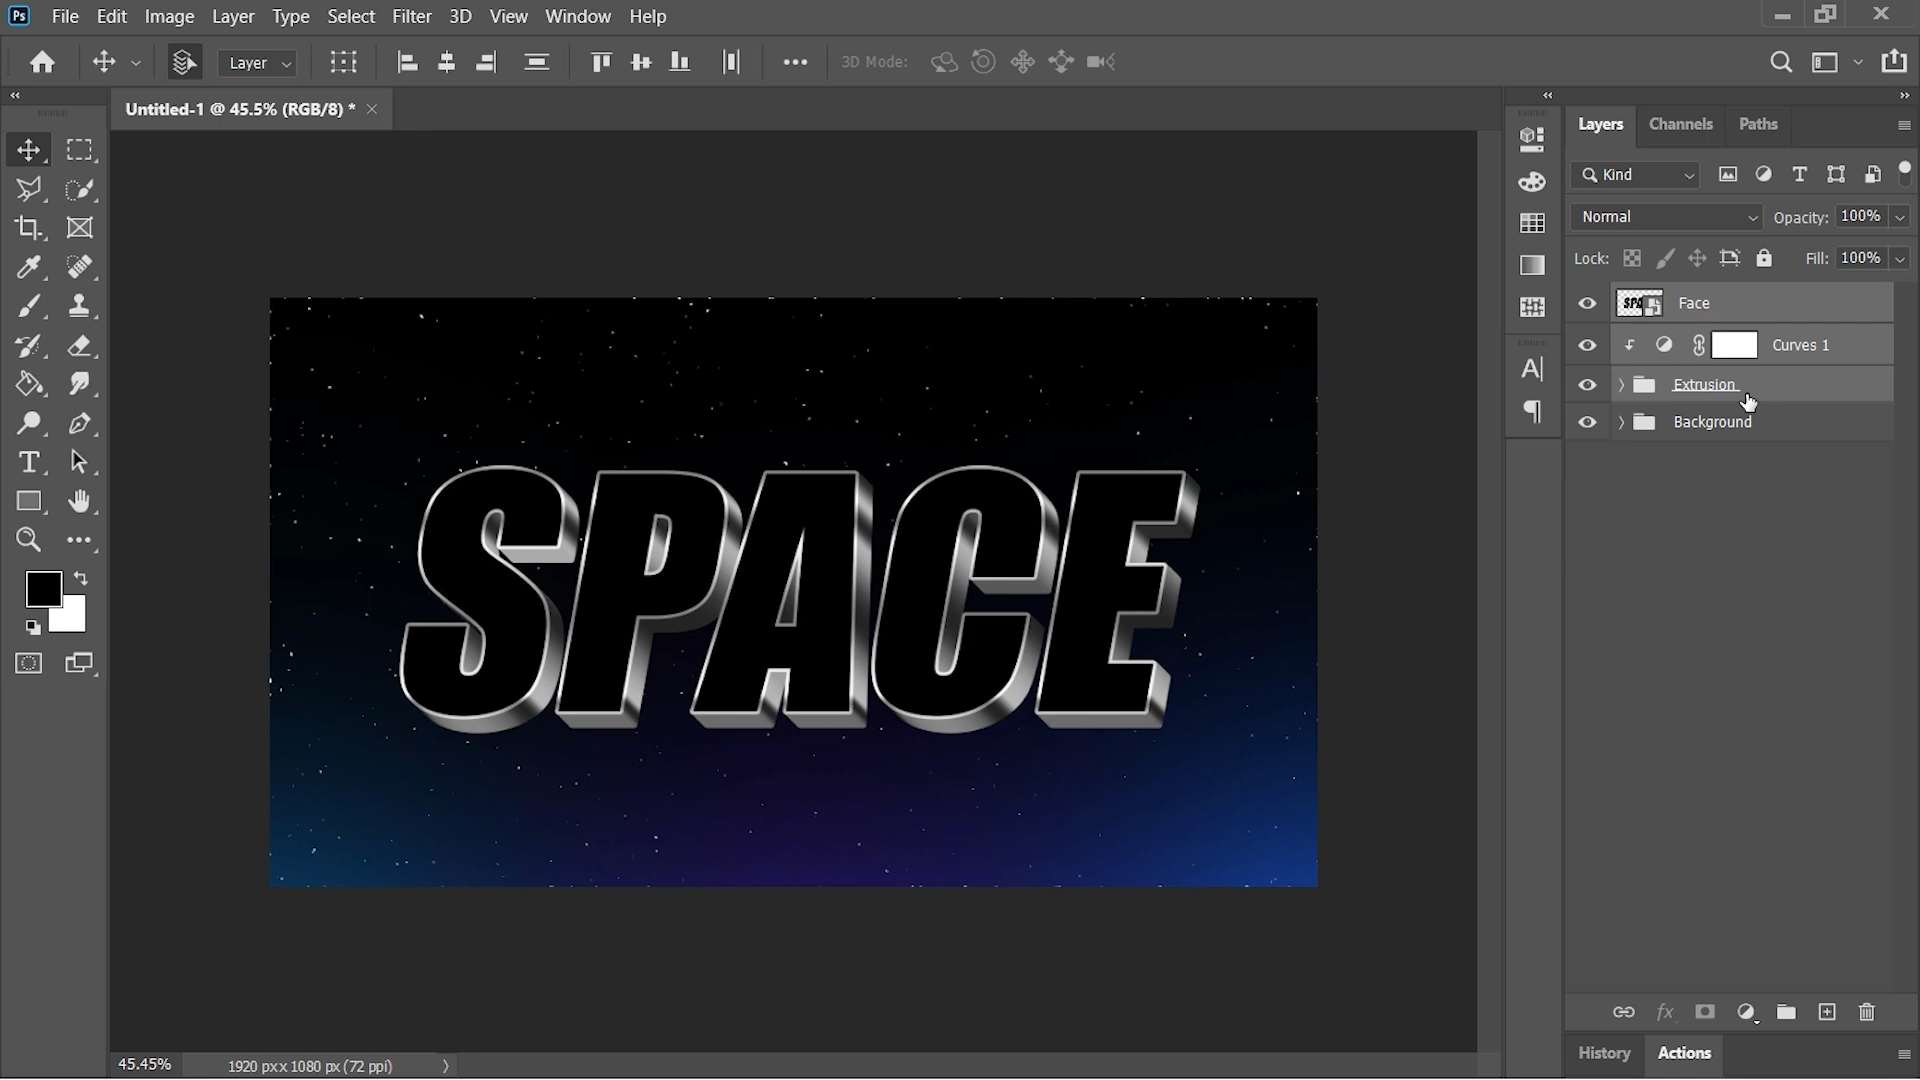 Ps File Edit Image Layer Type Select Filter 3D View Window Help
Layer 3D Mode:
Untitled-1 @ 45.5% (RGB/8) *
Layers Channels Paths
Kind
Normal Opacity: 100%
Lock: Fill: 100%
Face
Curves 1
Extrusion
Background
SPACE
45.45% 1920 px x 1080 px (72 ppi)
History Actions